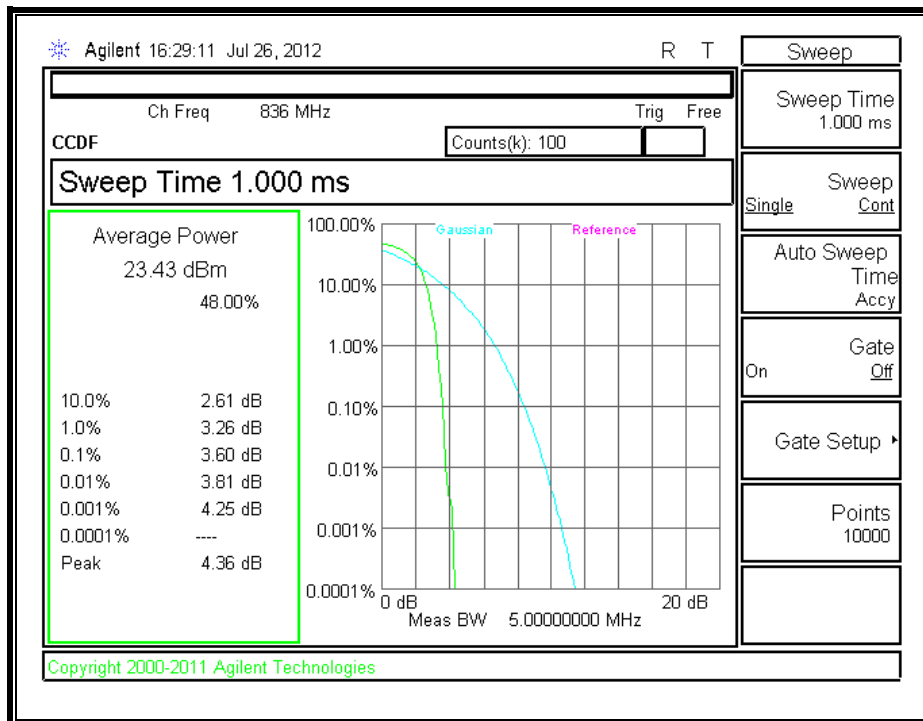 Agilent 16:29:11 Jul 26, 2012 R T
Ch Freq 836 MHz Trig Free
CCDF Counts(k): 100
Sweep Time 1.000 ms
Average Power
23.43 dBm
48.00%
10.0% 2.61 dB
1.0% 3.26 dB
0.1% 3.60 dB
0.01% 3.81 dB
0.001% 4.25 dB
0.0001% ----
Peak 4.36 dB
Gaussian Reference
100.00%
10.00%
1.00%
0.10%
0.01%
0.001%
0.0001%
0 dB 20 dB
Meas BW 5.00000000 MHz
Sweep
Sweep Time
1.000 ms
Sweep
Single Cont
Auto Sweep
Time
Accy
Gate
On Off
Gate Setup
Points
10000
Copyright 2000-2011 Agilent Technologies